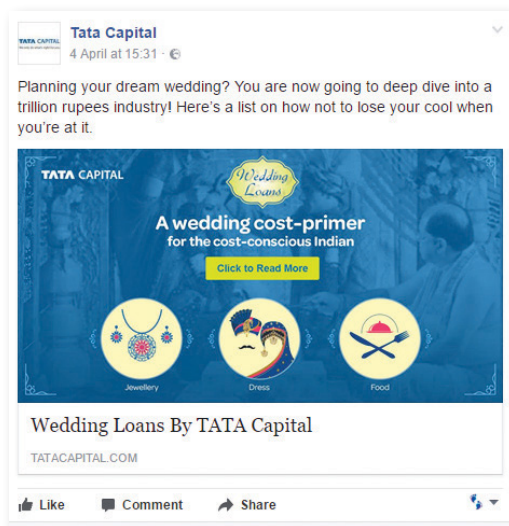 TATA CAPITAL
Tata Capital
4 April at 15:31 ·
Planning your dream wedding? You are now going to deep dive into a
trillion rupees industry! Here's a list on how not to lose your cool when
you're at it.
TATA CAPITAL
Wedding
Loans
A wedding cost-primer
for the cost-conscious Indian
Click to Read More
Jewellery
Dress
Food
Wedding Loans By TATA Capital
TATACAPITAL.COM
Like
Comment
Share